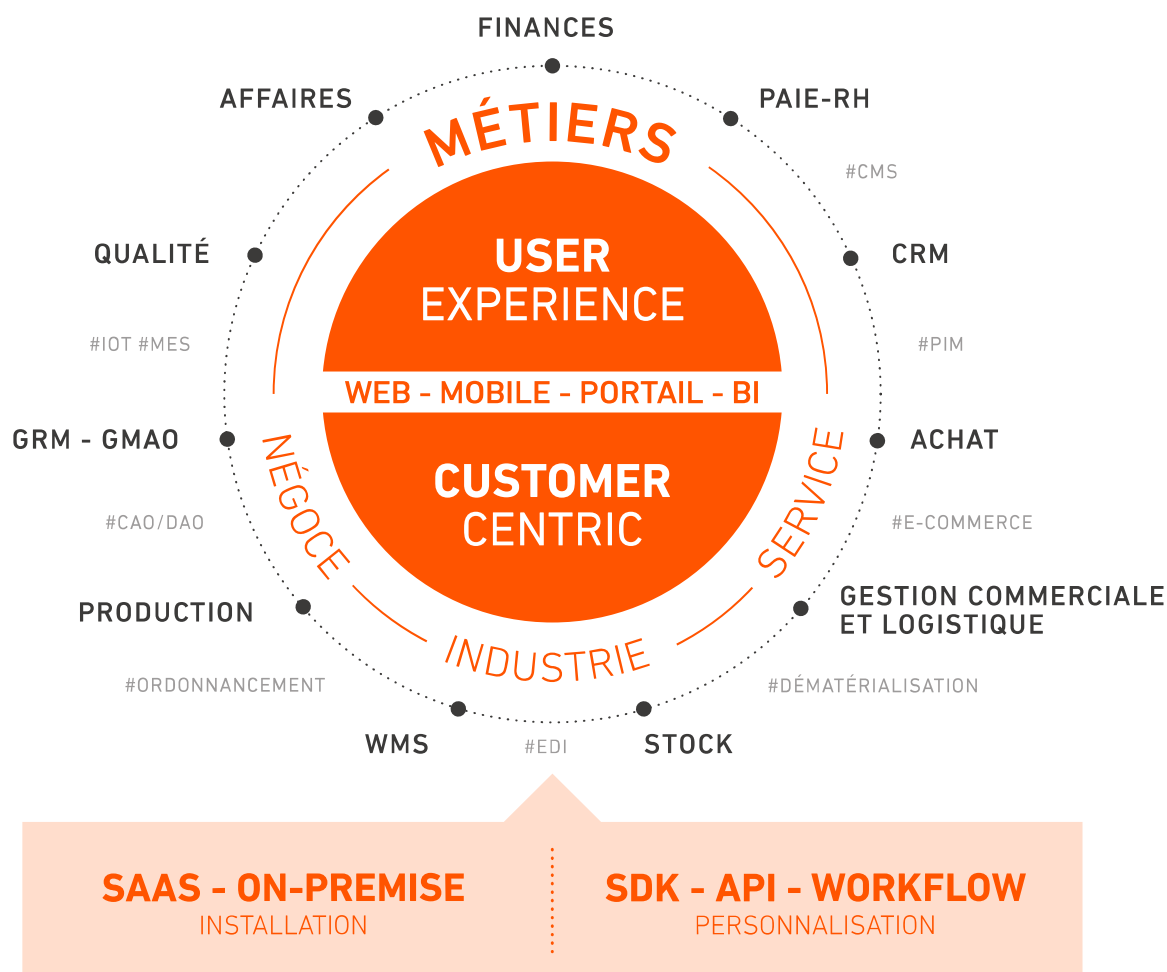 FINANCES
AFFAIRES
PAIE-RH
MÉTIERS
#CMS
QUALITÉ
USER
EXPERIENCE
CRM
#IOT #MES
#PIM
WEB - MOBILE - PORTAIL - BI
GRM - GMAO
ACHAT
NÉGOCE
CUSTOMER
CENTRIC
SERVICE
#CAO/DAO
#E-COMMERCE
PRODUCTION
GESTION COMMERCIALE
ET LOGISTIQUE
INDUSTRIE
#ORDONNANCEMENT
#DÉMATÉRIALISATION
WMS
#EDI
STOCK
SAAS - ON-PREMISE
INSTALLATION
SDK - API - WORKFLOW
PERSONNALISATION